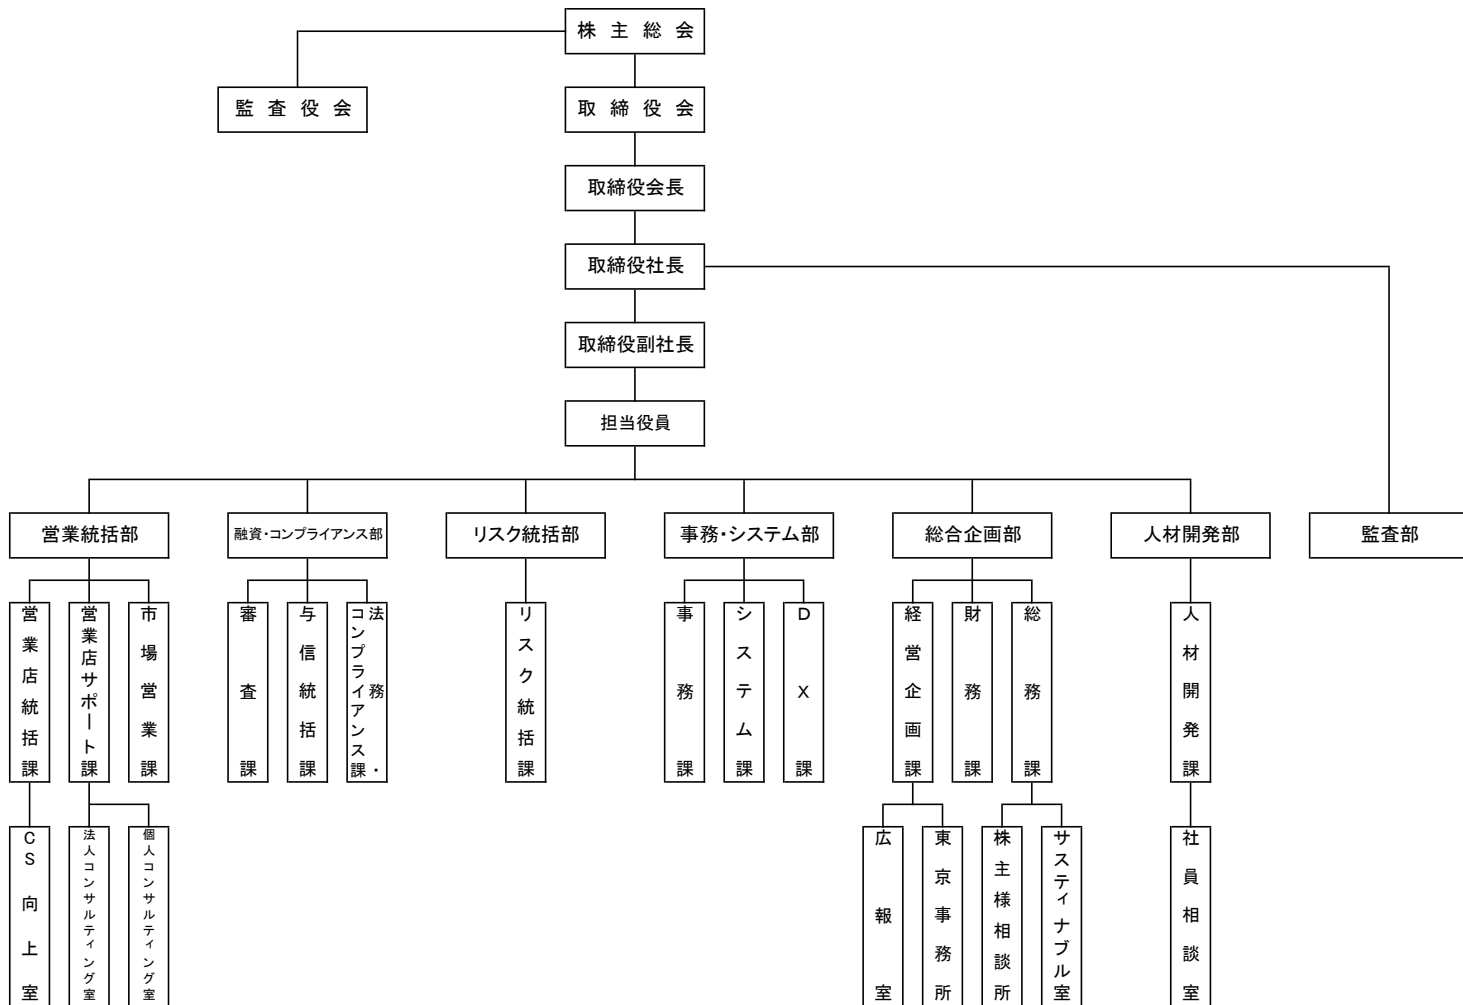 株主総会
監査役会
取締役会
取締役会長
取締役社長
取締役副社長
担当役員
営業統括部
融資・コンプライアンス部
リスク統括部
事務・システム部
総合企画部
人材開発部
監査部
営業店統括課
営業店サポート課
市場営業課
審査課
与信統括課
法務・
コンプライアンス課
リスク統括課
事務課
システム課
DX課
経営企画課
財務課
総務課
人材開発課
CS向上室
法人コンサルティング室
個人コンサルティング室
広報室
東京事務所
株主様相談所
サスティナブル室
社員相談室